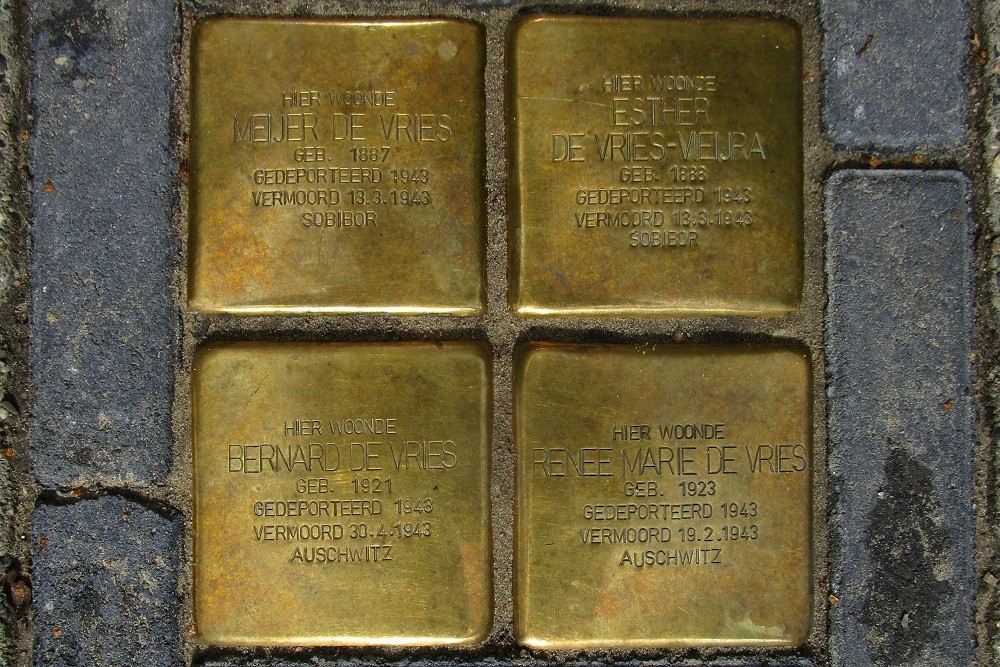 HIER WOONDE
MEIJER DE VRIES
GEB. 1887
GEDEPORTEERD 1943
VERMOORD 13.3.1943
SOBIBOR
HIER WOONDE
ESTHER
DE VRIES-VIEIJRA
GEB. 1888
GEDEPORTEERD 1943
VERMOORD 13.3.1943
SOBIBOR
HIER WOONDE
BERNARD DE VRIES
GEB. 1921
GEDEPORTEERD 1943
VERMOORD 30.4.1943
AUSCHWITZ
HIER WOONDE
RENEE MARIE DE VRIES
GEB. 1923
GEDEPORTEERD 1943
VERMOORD 19.2.1943
AUSCHWITZ